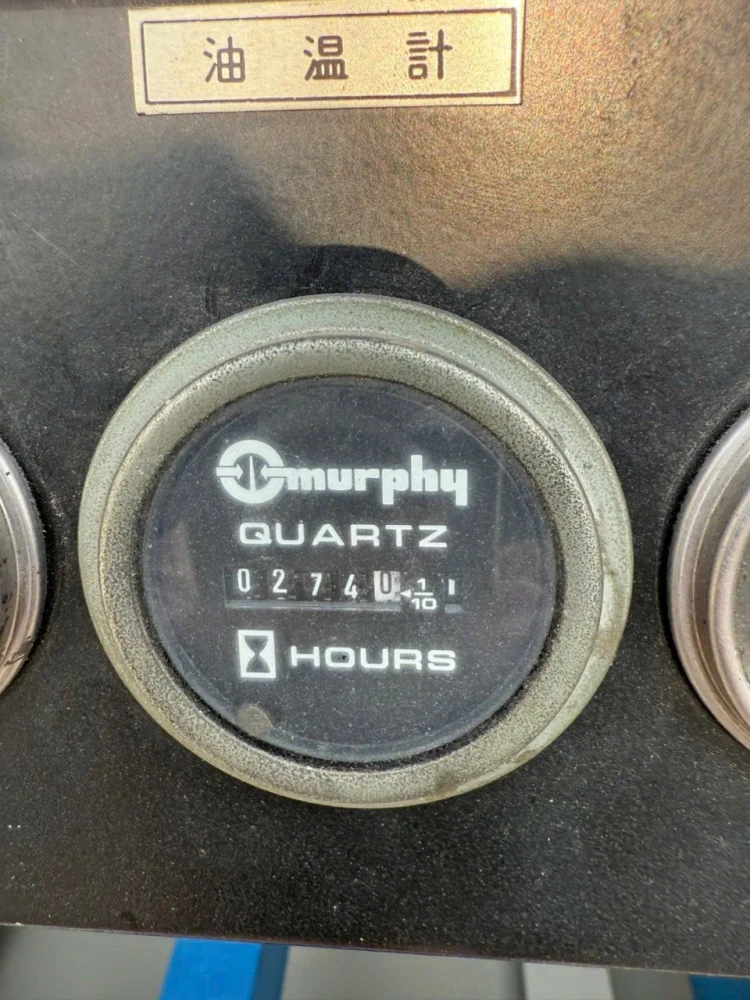 油温計
murphy
QUARTZ
02740 1/10
HOURS